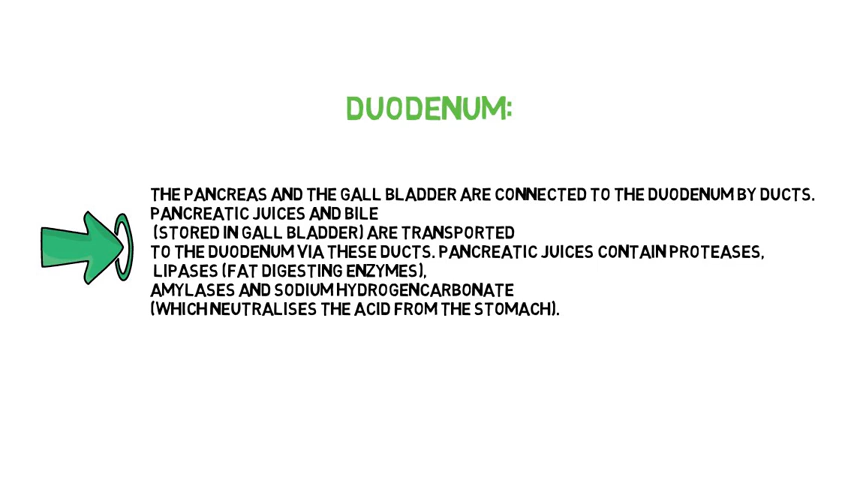 DUODENUM:
THE PANCREAS AND THE GALL BLADDER ARE CONNECTED TO THE DUODENUM BY DUCTS.
PANCREATIC JUICES AND BILE
(STORED IN GALL BLADDER) ARE TRANSPORTED
TO THE DUODENUM VIA THESE DUCTS. PANCREATIC JUICES CONTAIN PROTEASES,
LIPASES (FAT DIGESTING ENZYMES),
AMYLASES AND SODIUM HYDROGENCARBONATE
(WHICH NEUTRALISES THE ACID FROM THE STOMACH).